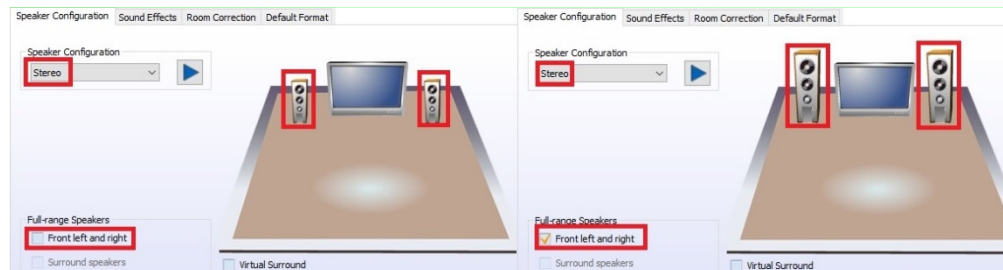 Speaker Configuration Sound Effects Room Correction Default Format
Speaker Configuration
Stereo
Full-range Speakers
Front left and right
Surround speakers
Virtual Surround
Speaker Configuration Sound Effects Room Correction Default Format
Speaker Configuration
Stereo
Full-range Speakers
Front left and right
Surround speakers
Virtual Surround